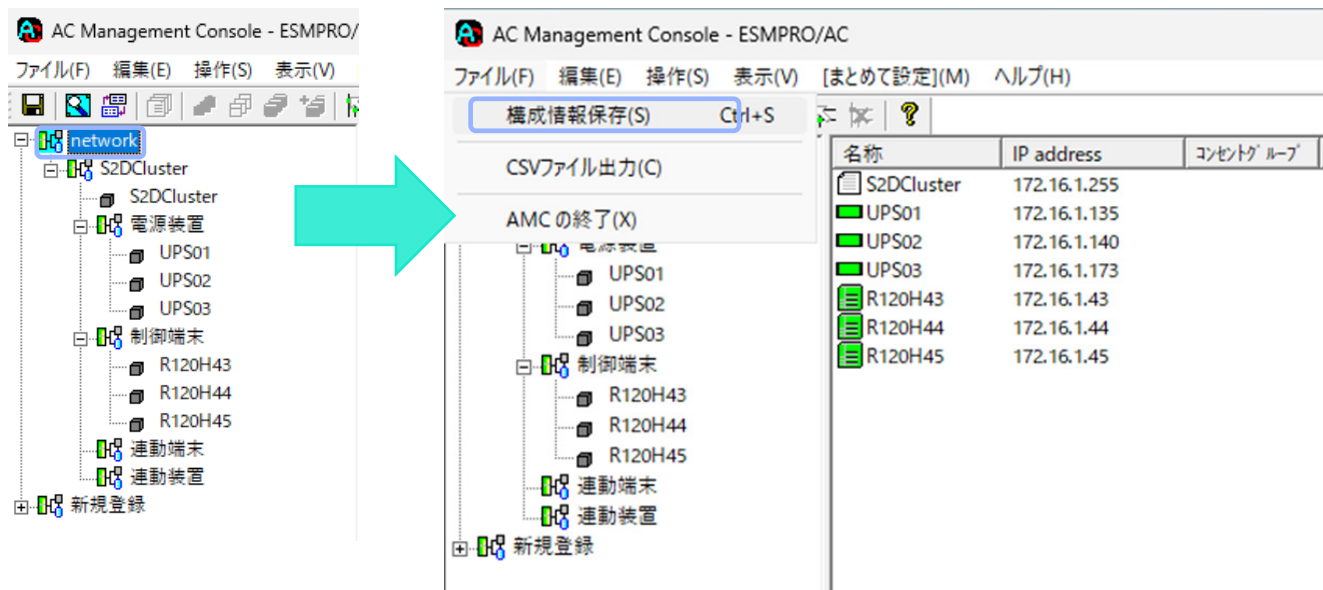 AC Management Console - ESMPRO/
ファイル(F) 編集(E) 操作(S) 表示(V)
network
S2DCluster
S2DCluster
電源装置
UPS01
UPS02
UPS03
制御端末
R120H43
R120H44
R120H45
連動端末
連動装置
新規登録
AC Management Console - ESMPRO/AC
ファイル(F) 編集(E) 操作(S) 表示(V) [まとめて設定](M) ヘルプ(H)
構成情報保存(S) Ctrl+S
CSVファイル出力(C)
AMC の終了(X)
電源装置
UPS01
UPS02
UPS03
制御端末
R120H43
R120H44
R120H45
連動端末
連動装置
新規登録
名称 IP address コンセントグループ
S2DCluster 172.16.1.255
UPS01 172.16.1.135
UPS02 172.16.1.140
UPS03 172.16.1.173
R120H43 172.16.1.43
R120H44 172.16.1.44
R120H45 172.16.1.45